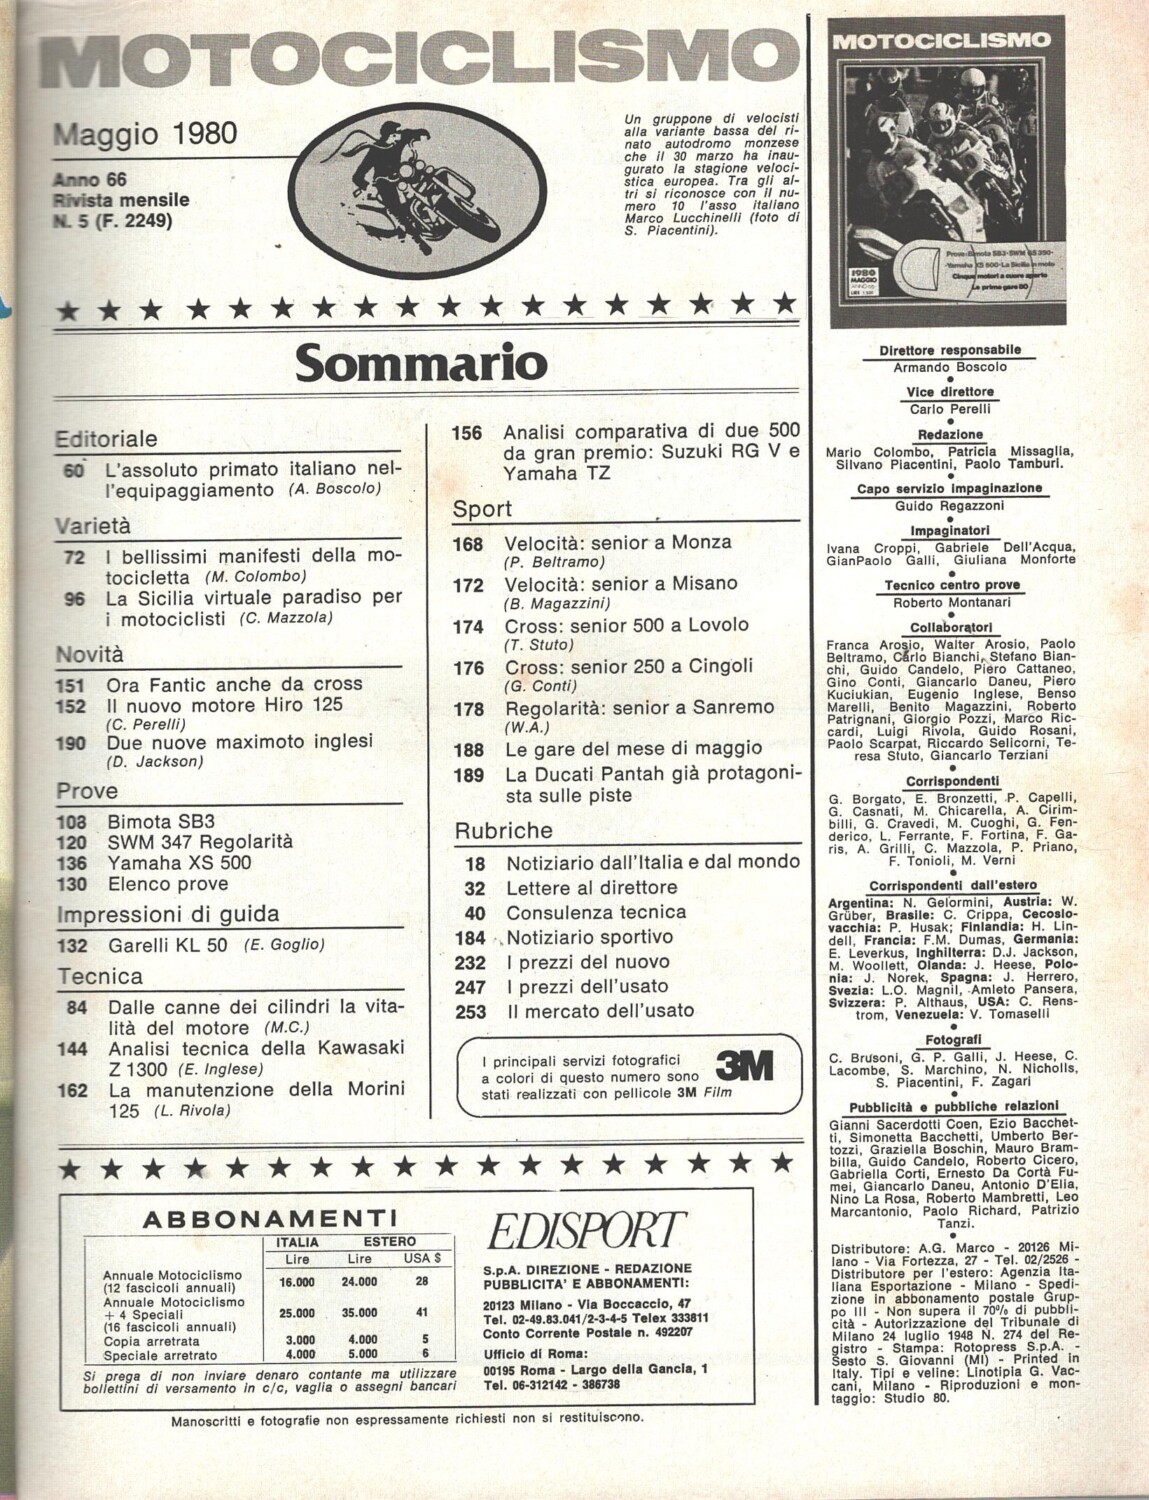 MOTOCICLISMO
Maggio 1980
Anno 66
Rivista mensile
N. 5 (F. 2249)
Un gruppone di velocisti
alla variante bassa del ri-
nato autodromo monzese
che il 30 marzo ha inau-
gurato la stagione veloci-
stica europea. Tra gli al-
tri si riconosce con il nu-
mero 10 l'asso italiano
Marco Lucchinelli (foto di
S. Piacentini).
★ ★ ★ ★ ★ ★ ★ ★ ★ ★ ★ ★ ★ ★ ★ ★ ★ ★
Sommario
Editoriale
60 L'assoluto primato italiano nel-
l'equipaggiamento (A. Boscolo)
Varietà
72 I bellissimi manifesti della mo-
tocicletta (M. Colombo)
96 La Sicilia virtuale paradiso per
i motociclisti (C. Mazzola)
Novità
151 Ora Fantic anche da cross
152 Il nuovo motore Hiro 125
(C. Perelli)
190 Due nuove maximoto inglesi
(D. Jackson)
Prove
108 Bimota SB3
120 SWM 347 Regolarità
136 Yamaha XS 500
130 Elenco prove
Impressioni di guida
132 Garelli KL 50 (E. Goglio)
Tecnica
84 Dalle canne dei cilindri la vita-
lità del motore (M.C.)
144 Analisi tecnica della Kawasaki
Z 1300 (E. Inglese)
162 La manutenzione della Morini
125 (L. Rivola)
156 Analisi comparativa di due 500
da gran premio: Suzuki RG V e
Yamaha TZ
Sport
168 Velocità: senior a Monza
(P. Beltramo)
172 Velocità: senior a Misano
(B. Magazzini)
174 Cross: senior 500 a Lovolo
(T. Stuto)
176 Cross: senior 250 a Cingoli
(G. Conti)
178 Regolarità: senior a Sanremo
(W.A.)
188 Le gare del mese di maggio
189 La Ducati Pantah già protagoni-
sta sulle piste
Rubriche
18 Notiziario dall'Italia e dal mondo
32 Lettere al direttore
40 Consulenza tecnica
184 Notiziario sportivo
232 I prezzi del nuovo
247 I prezzi dell'usato
253 Il mercato dell'usato
I principali servizi fotografici
a colori di questo numero sono
stati realizzati con pellicole 3M Film
3M
★ ★ ★ ★ ★ ★ ★ ★ ★ ★ ★ ★ ★ ★ ★ ★ ★ ★
ABBONAMENTI
ITALIA ESTERO
Lire Lire USA $
Annuale Motociclismo
(12 fascicoli annuali) 16.000 24.000 28
Annuale Motociclismo
+ 4 Speciali 25.000 35.000 41
(16 fascicoli annuali)
Copia arretrata 3.000 4.000 5
Speciale arretrato 4.000 5.000 6
Si prega di non inviare denaro contante ma utilizzare
bollettini di versamento in c/c, vaglia o assegni bancari
EDISPORT
S.p.A. DIREZIONE - REDAZIONE
PUBBLICITA' E ABBONAMENTI:
20123 Milano - Via Boccaccio, 47
Tel. 02-49.83.041/2-3-4-5 Telex 333811
Conto Corrente Postale n. 492207
Ufficio di Roma:
00195 Roma - Largo della Gancia, 1
Tel. 06-312142 - 386738
Manoscritti e fotografie non espressamente richiesti non si restituiscono.
MOTOCICLISMO
Prove: Bimota SB3-SWM GS 350-
-Yamaha XS 500-La Sicilia in moto
Cinque motori a cuore aperto
Le prime gare 80
1980
MAGGIO
Direttore responsabile
Armando Boscolo
Vice direttore
Carlo Perelli
Redazione
Mario Colombo, Patricia Missaglia,
Silvano Piacentini, Paolo Tamburi.
Capo servizio impaginazione
Guido Regazzoni
Impaginatori
Ivana Croppi, Gabriele Dell'Acqua,
GianPaolo Galli, Giuliana Monforte
Tecnico centro prove
Roberto Montanari
Collaboratori
Franca Arosio, Walter Arosio, Paolo
Beltramo, Carlo Bianchi, Stefano Bian-
chi, Guido Candelo, Piero Cattaneo,
Gino Conti, Giancarlo Daneu, Piero
Kuciukian, Eugenio Inglese, Benso
Marelli, Benito Magazzini, Roberto
Patrignani, Giorgio Pozzi, Marco Ric-
cardi, Luigi Rivola, Guido Rosani,
Paolo Scarpat, Riccardo Selicorni, Te-
resa Stuto, Giancarlo Terziani
Corrispondenti
G. Borgato, E. Bronzetti, P. Capelli,
G. Casnati, M. Chicarella, A. Cirim-
billi, G. Cravedi, M. Cuoghi, G. Fen-
derico, L. Ferrante, F. Fortina, F. Ga-
ris, A. Grilli, C. Mazzola, P. Priano,
F. Tonioli, M. Verni
Corrispondenti dall'estero
Argentina: N. Gelormini, Austria: W.
Grüber, Brasile: C. Crippa, Cecoslo-
vacchia: P. Husak; Finlandia: H. Lin-
dell, Francia: F.M. Dumas, Germania:
E. Leverkus, Inghilterra: D.J. Jackson,
M. Woollett, Olanda: J. Heese, Polo-
nia: J. Norek, Spagna: J. Herrero,
Svezia: L.O. Magnil, Amleto Pansera,
Svizzera: P. Althaus, USA: C. Rens-
trom, Venezuela: V. Tomaselli
Fotografi
C. Brusoni, G. P. Galli, J. Heese, C.
Lacombe, S. Marchino, N. Nicholls,
S. Piacentini, F. Zagari
Pubblicità e pubbliche relazioni
Gianni Sacerdotti Coen, Ezio Bacchet-
ti, Simonetta Bacchetti, Umberto Ber-
tozzi, Graziella Boschin, Mauro Bram-
billa, Guido Candelo, Roberto Cicero,
Gabriella Corti, Ernesto Da Cortà Fu-
mei, Giancarlo Daneu, Antonio D'Elia,
Nino La Rosa, Roberto Mambretti, Leo
Marcantonio, Paolo Richard, Patrizio
Tanzi.
Distributore: A.G. Marco - 20126 Mi-
lano - Via Fortezza, 27 - Tel. 02/2526 -
Distributore per l'estero: Agenzia Ita-
liana Esportazione - Milano - Spedi-
zione in abbonamento postale Grup-
po III - Non supera il 70% di pubbli-
cità - Autorizzazione del Tribunale di
Milano 24 luglio 1948 N. 274 del Re-
gistro - Stampa: Rotopress S.p.A. -
Sesto S. Giovanni (MI) - Printed in
Italy. Tipi e veline: Linotipia G. Vac-
cani, Milano - Riproduzioni e mon-
taggio: Studio 80.